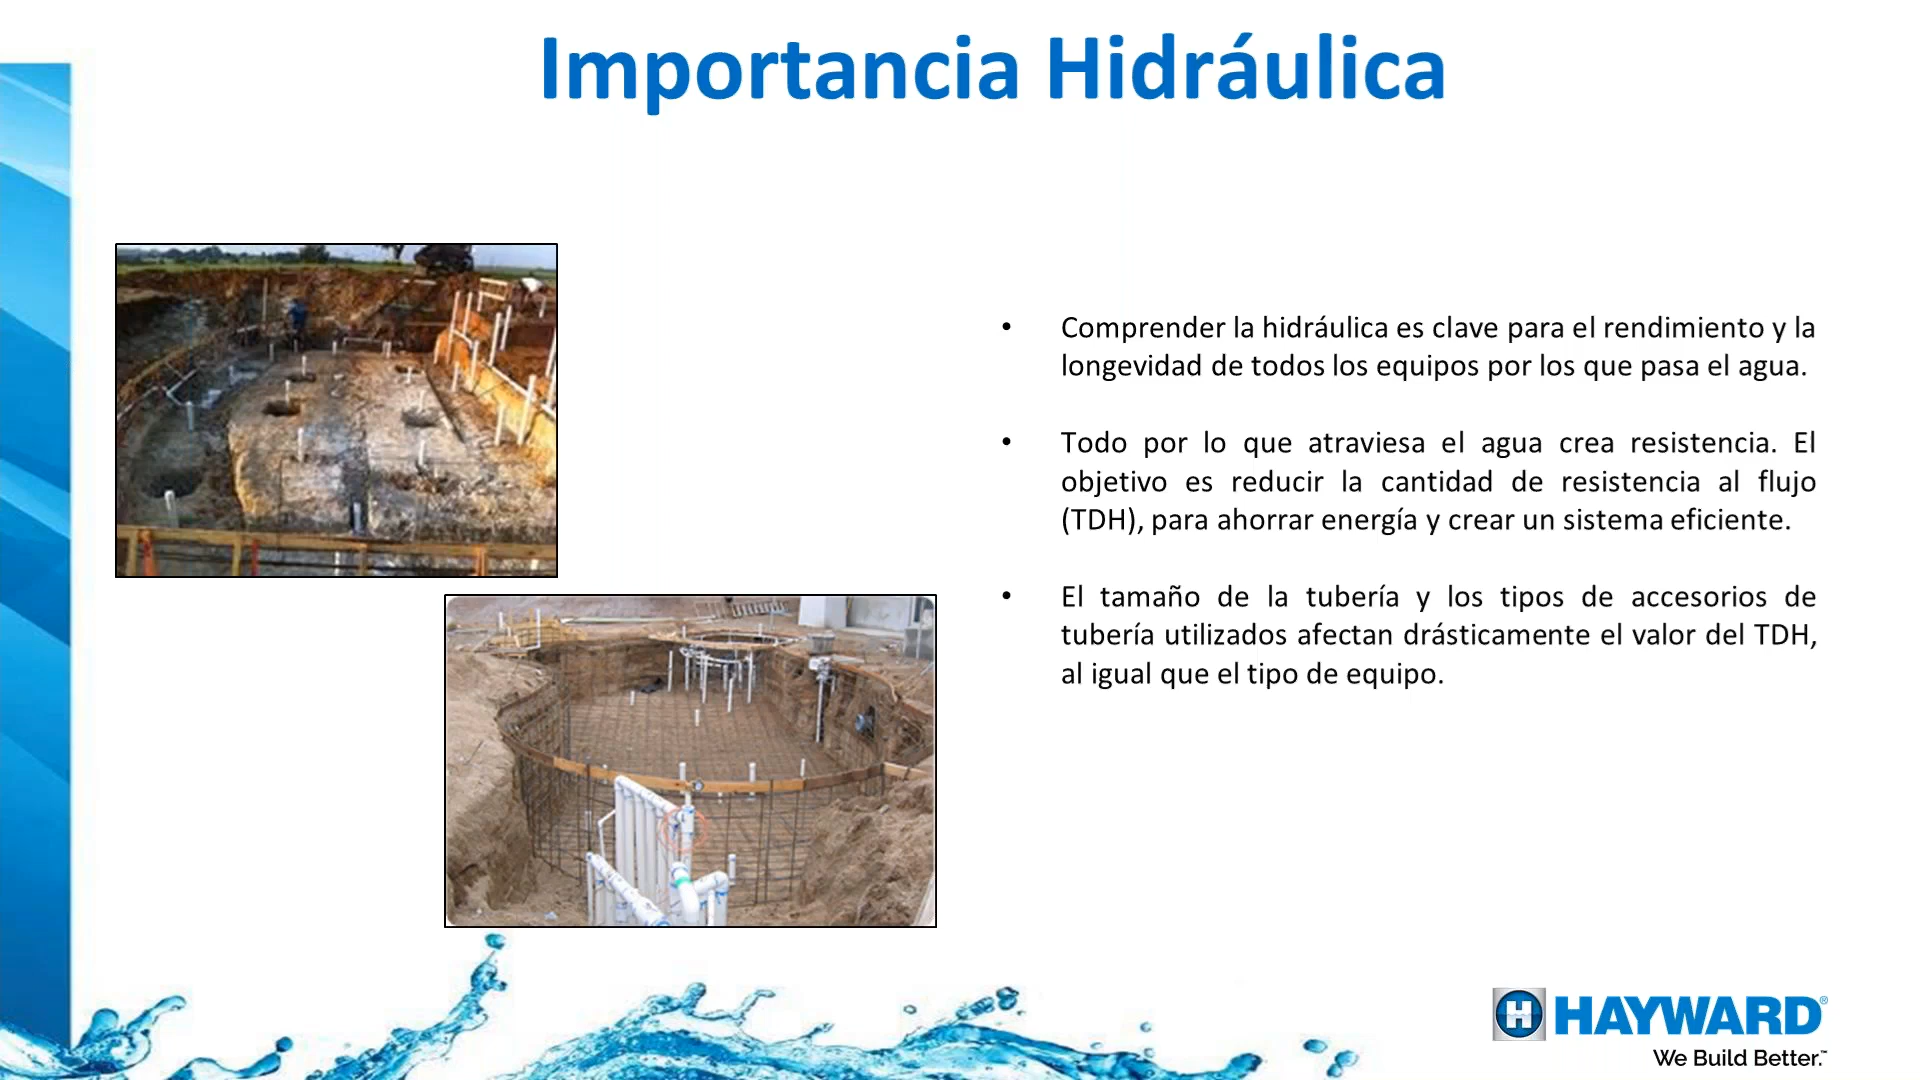 Importancia Hidráulica
• Comprender la hidráulica es clave para el rendimiento y la
longevidad de todos los equipos por los que pasa el agua.
• Todo por lo que atraviesa el agua crea resistencia. El
objetivo es reducir la cantidad de resistencia al flujo
(TDH), para ahorrar energía y crear un sistema eficiente.
• El tamaño de la tubería y los tipos de accesorios de
tubería utilizados afectan drásticamente el valor del TDH,
al igual que el tipo de equipo.
H HAYWARD®
We Build Better.™